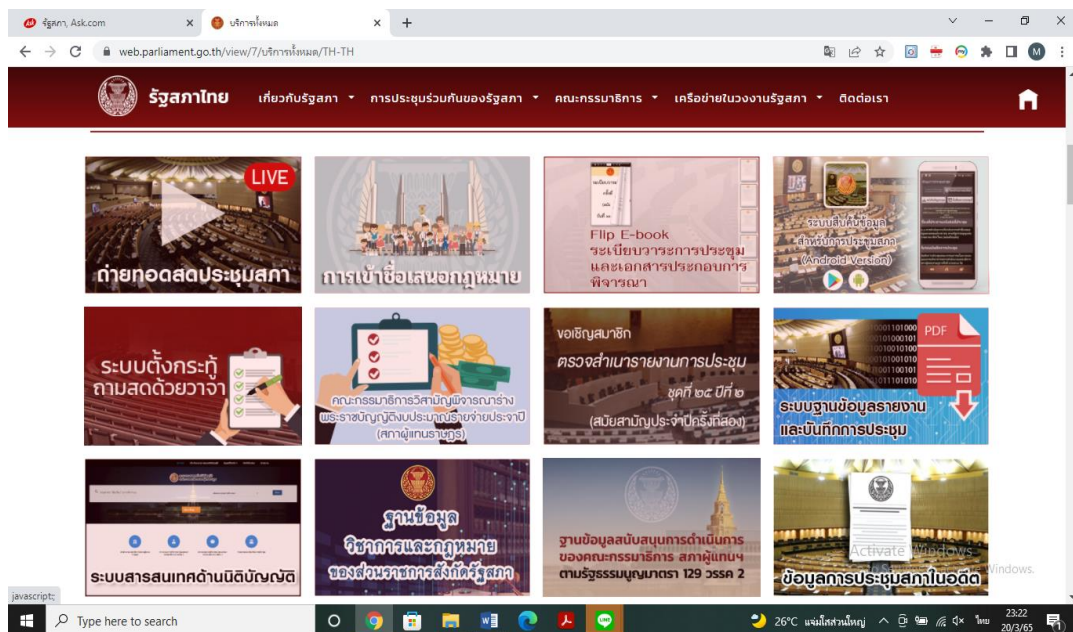 รัฐสภา, Ask.com
บริการทั้งหมด
web.parliament.go.th/view/7/บริการทั้งหมด/TH-TH
M
รัฐสภาไทย
เกี่ยวกับรัฐสภา
การประชุมร่วมกันของรัฐสภา
คณะกรรมาธิการ
เครือข่ายในวงงานรัฐสภา
ติดต่อเรา
LIVE
ถ่ายทอดสดประชุมสภา
การเข้าชื่อเสนอกฎหมาย
Flip E-book
ระเบียบวาระการประชุม
และเอกสารประกอบการ
พิจารณา
ระบบสืบค้นข้อมูล
สำหรับการประชุมสภา
(Android Version)
ระบบตั้งกระทู้
ถามสดด้วยวาจา
คณะกรรมาธิการวิสามัญพิจารณาร่าง
พระราชบัญญัติงบประมาณรายจ่ายประจำปี
(สภาผู้แทนราษฎร)
ขอเชิญสมาชิก
ตรวจสำเนารายงานการประชุม
ชุดที่ ๒๕ ปีที่ ๒
(สมัยสามัญประจำปีครั้งที่สอง)
PDF
ระบบฐานข้อมูลรายงาน
และบันทึกการประชุม
ระบบสารสนเทศด้านนิติบัญญัติ
ฐานข้อมูล
วิชาการและกฎหมาย
ของส่วนราชการสังกัดรัฐสภา
ฐานข้อมูลสนับสนุนการดำเนินการ
ของคณะกรรมาธิการ สภาผู้แทนฯ
ตามรัฐธรรมนูญมาตรา 129 วรรค 2
Activate Windows
ข้อมูลการประชุมสภาในอดีต
javascript:;
Type here to search
LINE
26°C แจ่มใสส่วนใหญ่
ไทย
23:22
20/3/65